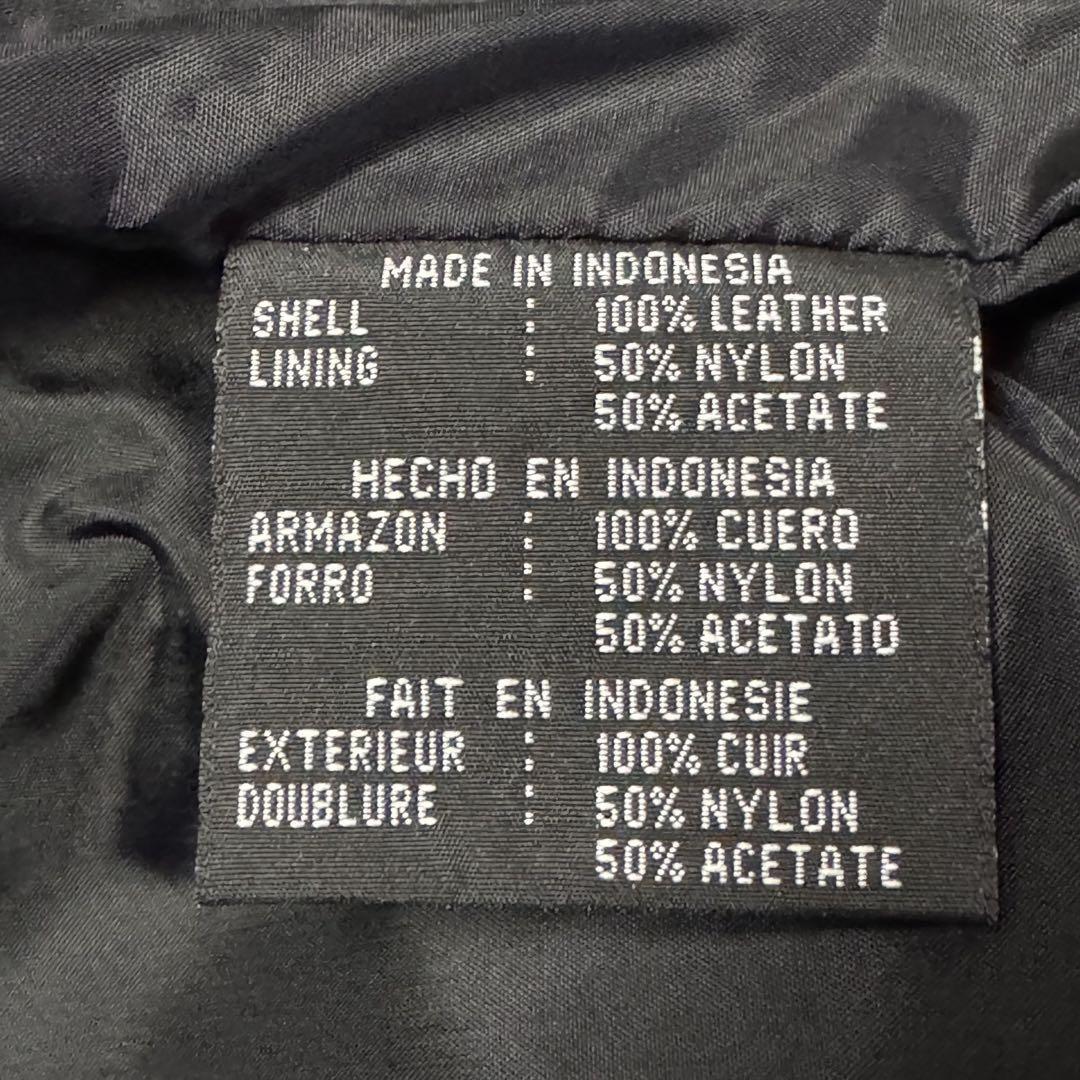 MADE IN INDONESIA
SHELL : 100% LEATHER
LINING : 50% NYLON
50% ACETATE
HECHO EN INDONESIA
ARMAZON : 100% CUERO
FORRO : 50% NYLON
50% ACETATO
FAIT EN INDONESIE
EXTERIEUR : 100% CUIR
DOUBLURE : 50% NYLON
50% ACETATE